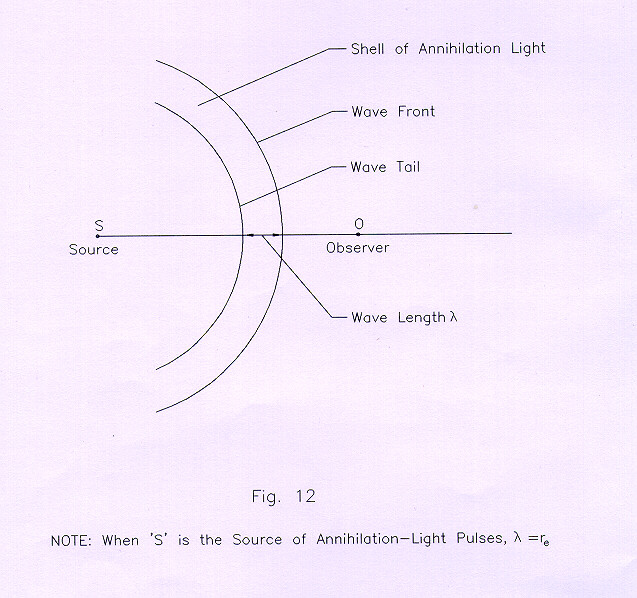 Shell of Annihilation Light
Wave Front
Wave Tail
S
Source
O
Observer
Wave Length λ
Fig. 12
NOTE: When 'S' is the Source of Annihilation-Light Pulses, λ =rₑ